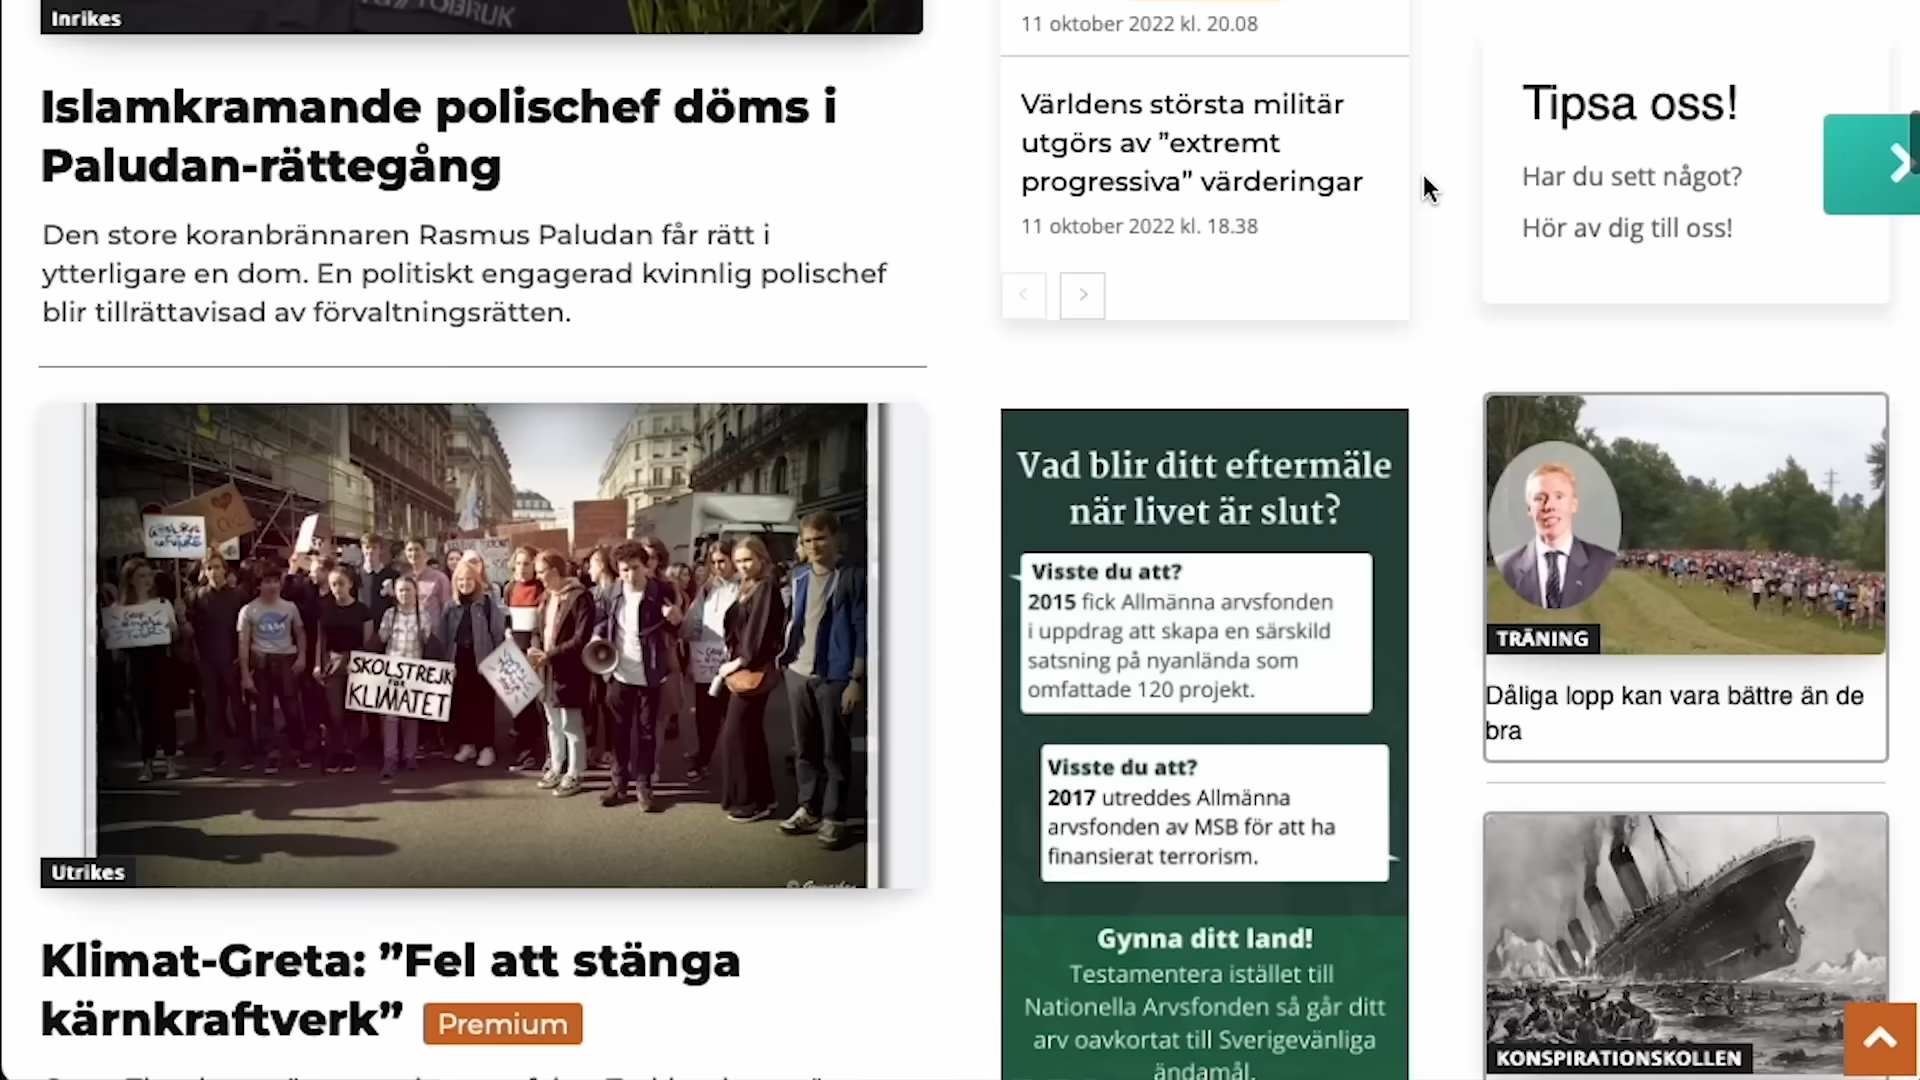 TOBRUK
Inrikes
Islamkramande polischef döms i
Paludan-rättegång
Den store koranbrännaren Rasmus Paludan får rätt i
ytterligare en dom. En politiskt engagerad kvinnlig polischef
blir tillrättavisad av förvaltningsrätten.
SKOLSTREJK
FÖR
KLIMATET
NASA
Utrikes
Klimat-Greta: ”Fel att stänga
kärnkraftverk” Premium
11 oktober 2022 kl. 20.08
Världens största militär
utgörs av ”extremt
progressiva” värderingar
11 oktober 2022 kl. 18.38
Vad blir ditt eftermäle
när livet är slut?
Visste du att?
2015 fick Allmänna arvsfonden
i uppdrag att skapa en särskild
satsning på nyanlända som
omfattade 120 projekt.
Visste du att?
2017 utreddes Allmänna
arvsfonden av MSB för att ha
finansierat terrorism.
Gynna ditt land!
Testamentera istället till
Nationella Arvsfonden så går ditt
arv oavkortat till Sverigevänliga
ändamål.
Tipsa oss!
Har du sett något?
Hör av dig till oss!
TRÄNING
Dåliga lopp kan vara bättre än de
bra
KONSPIRATIONSKOLLEN